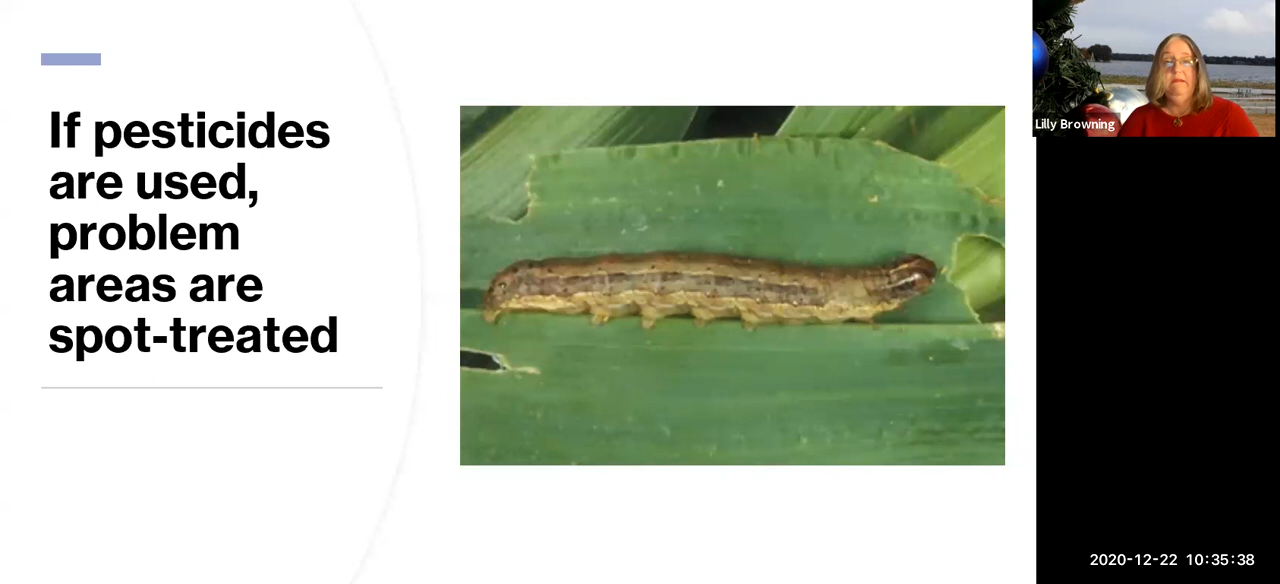 If pesticides
are used,
problem
areas are
spot-treated
Lilly Browning
2020-12-22 10:35:38